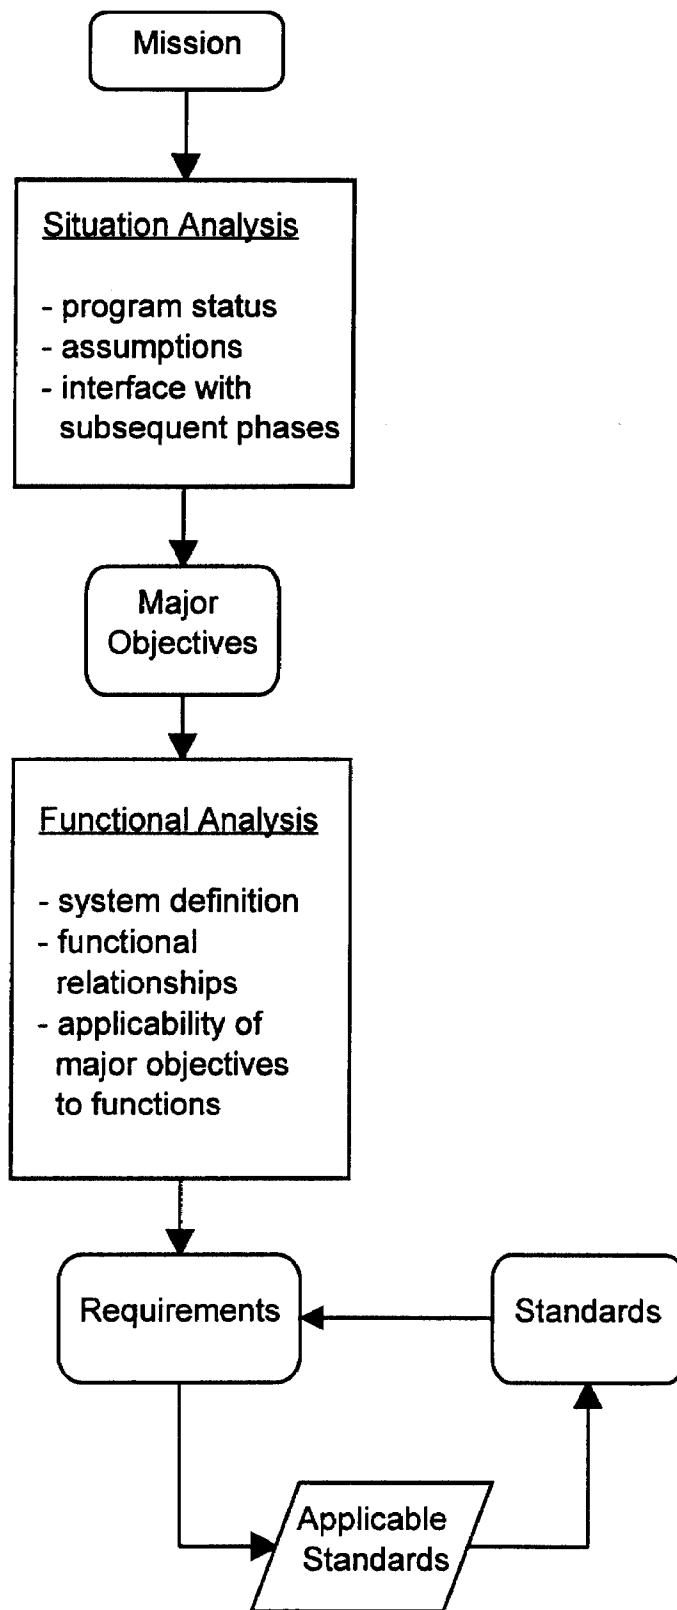 Mission
Situation Analysis
- program status
- assumptions
- interface with
subsequent phases
Major
Objectives
Functional Analysis
- system definition
- functional
relationships
- applicability of
major objectives
to functions
Requirements
Standards
Applicable
Standards